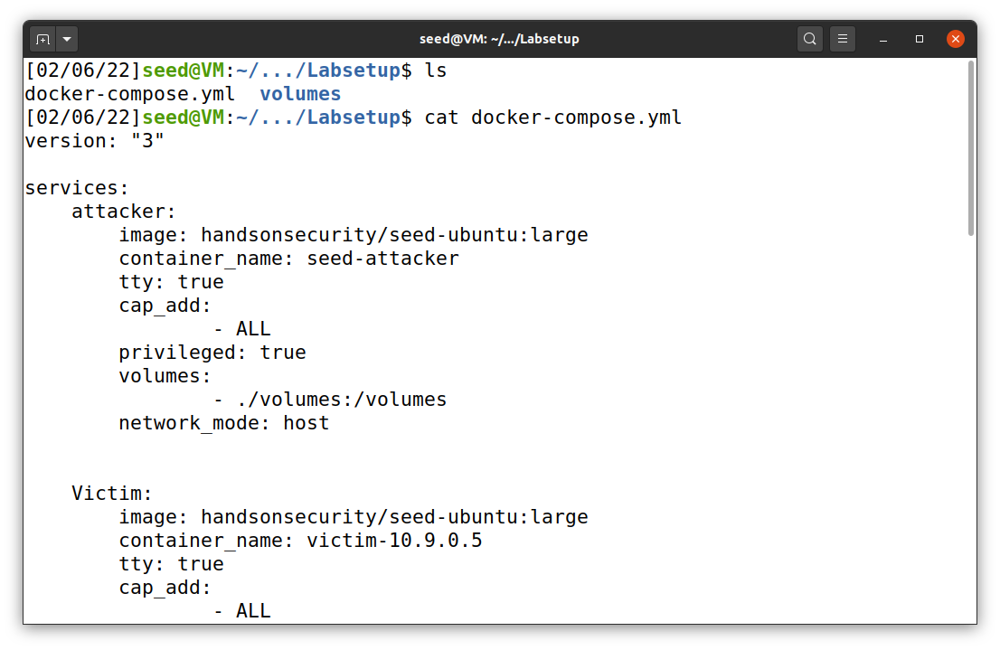 seed@VM: ~/.../Labsetup
[02/06/22]seed@VM:~/.../Labsetup$ ls
docker-compose.yml  volumes
[02/06/22]seed@VM:~/.../Labsetup$ cat docker-compose.yml
version: "3"

services:
    attacker:
        image: handsonsecurity/seed-ubuntu:large
        container_name: seed-attacker
        tty: true
        cap_add:
                - ALL
        privileged: true
        volumes:
                - ./volumes:/volumes
        network_mode: host


    Victim:
        image: handsonsecurity/seed-ubuntu:large
        container_name: victim-10.9.0.5
        tty: true
        cap_add:
                - ALL